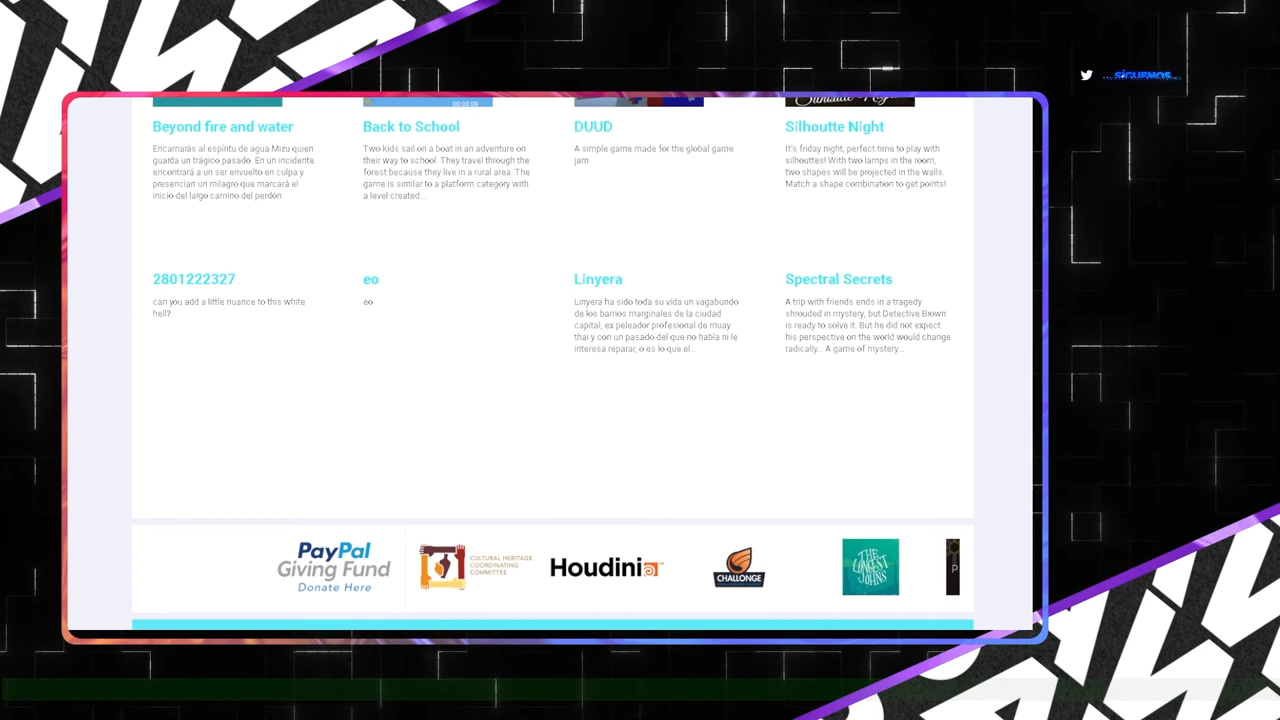 SÍGUENOS
00:00:09
Beyond fire and water
Encarnarás al espíritu de agua Mizu quien
guarda un trágico pasado. En un incidente
encontrará a un ser envuelto en culpa y
presencian un milagro que marcará el
inicio del largo camino del perdón
Back to School
Two kids sail on a boat in an adventure on
their way to school. They travel through the
forest because they live in a rural area. The
game is similar to a platform category with
a level created...
DUUD
A simple game made for the global game
jam
Silhoutte Night
It's friday night, perfect time to play with
silhouttes! With two lamps in the room,
two shapes will be projected in the walls.
Match a shape combination to get points!
2801222327
can you add a little nuance to this white
hell?
eo
eo
Linyera
Linyera ha sido toda su vida un vagabundo
de los barrios marginales de la ciudad
capital, ex peleador profesional de muay
thai y con un pasado del que no habla ni le
interesa reparar, o es lo que el...
Spectral Secrets
A trip with friends ends in a tragedy
shrouded in mystery, but Detective Brown
is ready to solve it. But he did not expect
his perspective on the world would change
radically... A game of mystery...
PayPal
Giving Fund
Donate Here
CULTURAL HERITAGE
COORDINATING
COMMITTEE
Houdini
CHALLONGE
THE
LONGEST
JOHNS
P